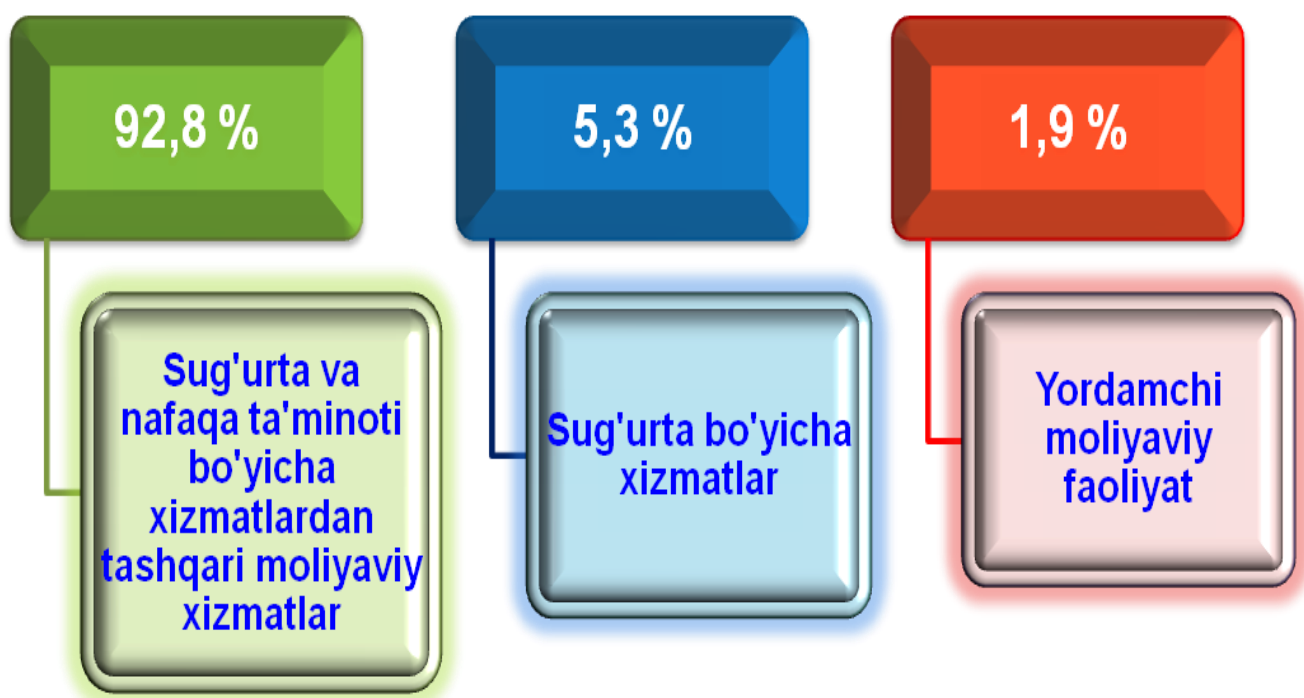 92,8 %
5,3 %
1,9 %
Sug'urta va
nafaqa ta'minoti
bo'yicha
xizmatlardan
tashqari moliyaviy
xizmatlar
Sug'urta bo'yicha
xizmatlar
Yordamchi
moliyaviy
faoliyat